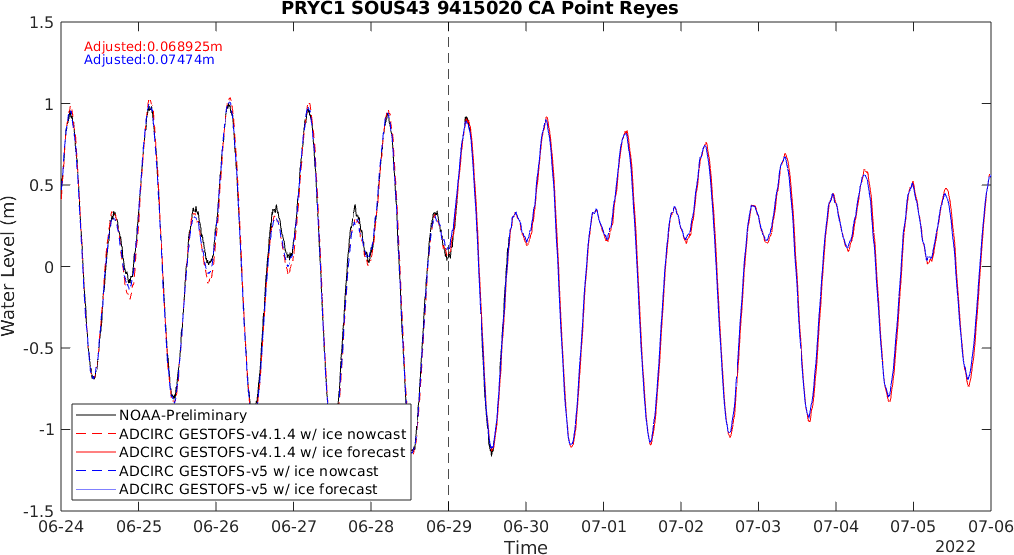 PRYC1 SOUS43 9415020 CA Point Reyes
Adjusted:0.068925m
Adjusted:0.07474m
Water Level (m)
1.5
1
0.5
0
-0.5
-1
-1.5
NOAA-Preliminary
ADCIRC GESTOFS-v4.1.4 w/ ice nowcast
ADCIRC GESTOFS-v4.1.4 w/ ice forecast
ADCIRC GESTOFS-v5 w/ ice nowcast
ADCIRC GESTOFS-v5 w/ ice forecast
06-24 06-25 06-26 06-27 06-28 06-29 06-30 07-01 07-02 07-03 07-04 07-05 07-06
Time
2022